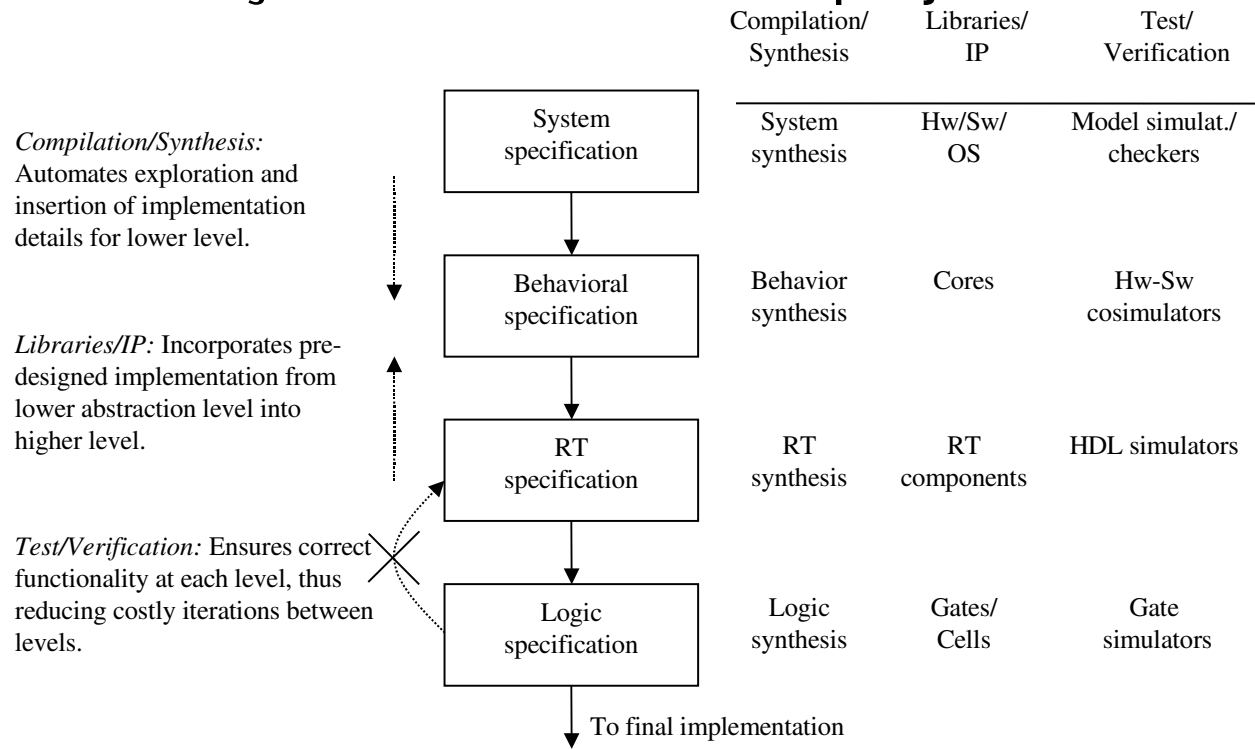 Compilation/ Libraries/ Test/
Synthesis IP Verification
System
specification
System Hw/Sw/ Model simulat./
synthesis OS checkers
Compilation/Synthesis:
Automates exploration and
insertion of implementation
details for lower level.
Behavioral
specification
Behavior Cores Hw-Sw
synthesis cosimulators
Libraries/IP: Incorporates pre-
designed implementation from
lower abstraction level into
higher level.
RT
specification
RT RT HDL simulators
synthesis components
Test/Verification: Ensures correct
functionality at each level, thus
reducing costly iterations between
levels.
Logic
specification
Logic Gates/ Gate
synthesis Cells simulators
To final implementation